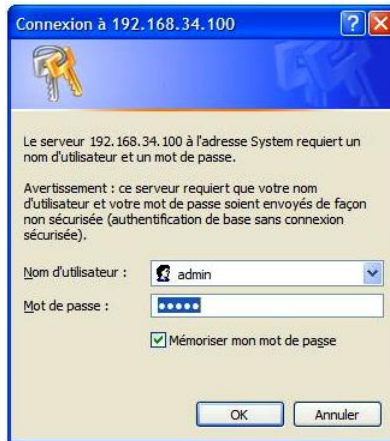 Connexion à 192.168.34.100
Le serveur 192.168.34.100 à l'adresse System requiert un
nom d'utilisateur et un mot de passe.
Avertissement : ce serveur requiert que votre nom
d'utilisateur et votre mot de passe soient envoyés de façon
non sécurisée (authentification de base sans connexion
sécurisée).
Nom d'utilisateur :
admin
Mot de passe :
•••••
Mémoriser mon mot de passe
OK
Annuler